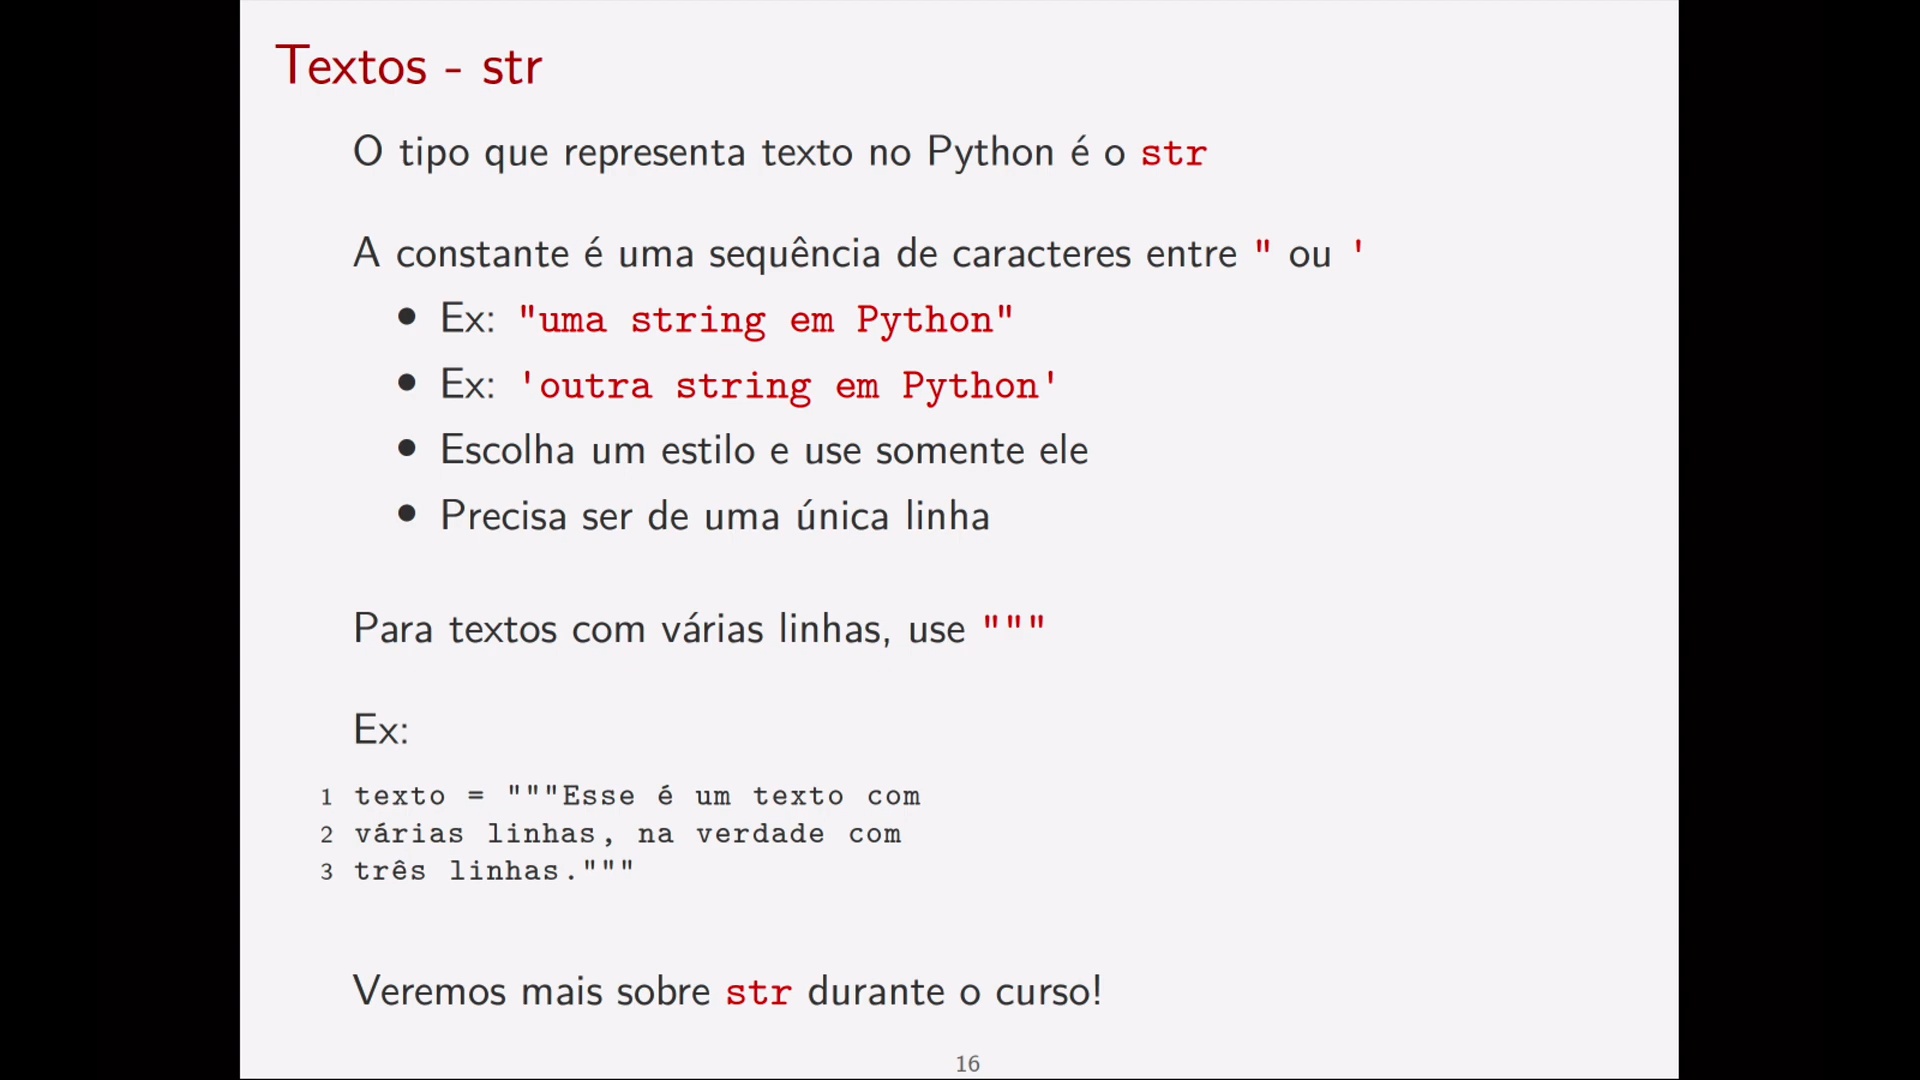 Textos - str
O tipo que representa texto no Python é o str
A constante é uma sequência de caracteres entre " ou '
• Ex: "uma string em Python"
• Ex: 'outra string em Python'
• Escolha um estilo e use somente ele
• Precisa ser de uma única linha
Para textos com várias linhas, use """
Ex:
1 texto = """Esse é um texto com
2 várias linhas, na verdade com
3 três linhas."""
Veremos mais sobre str durante o curso!
16